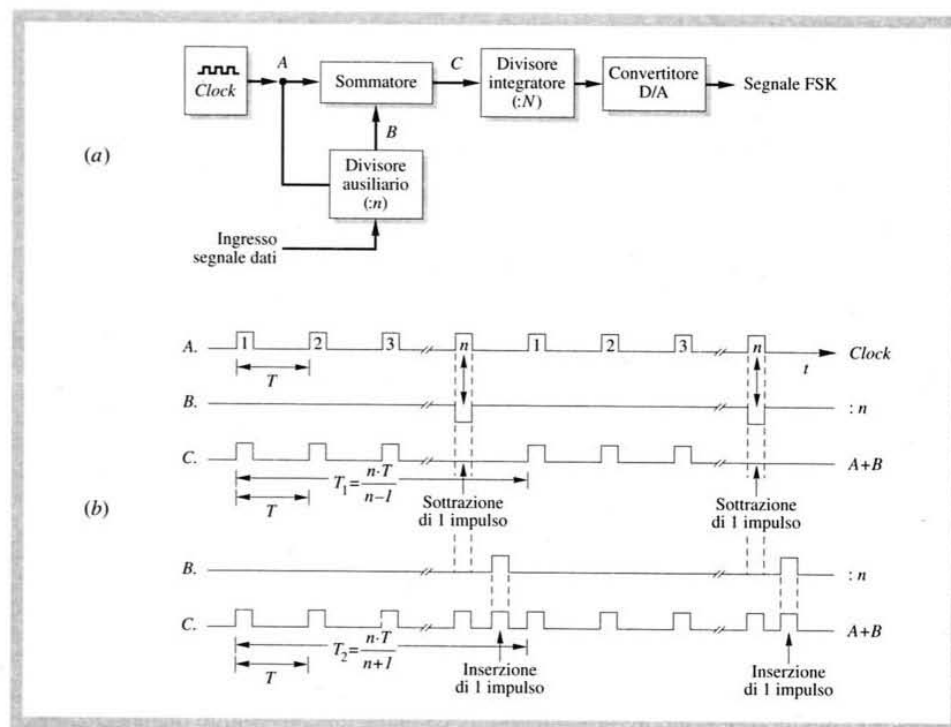 (a)
Clock
A
Sommatore
C
Divisore
integratore
(:N)
Convertitore
D/A
Segnale FSK
B
Divisore
ausiliario
(:n)
Ingresso
segnale dati
(b)
A. 1 2 3 n 1 2 3 n Clock
T t
B. : n
C. A+B
T1=n·T/n–1
T
Sottrazione
di 1 impulso
Sottrazione
di 1 impulso
B. : n
C. A+B
T2=n·T/n+1
T
Inserzione
di 1 impulso
Inserzione
di 1 impulso